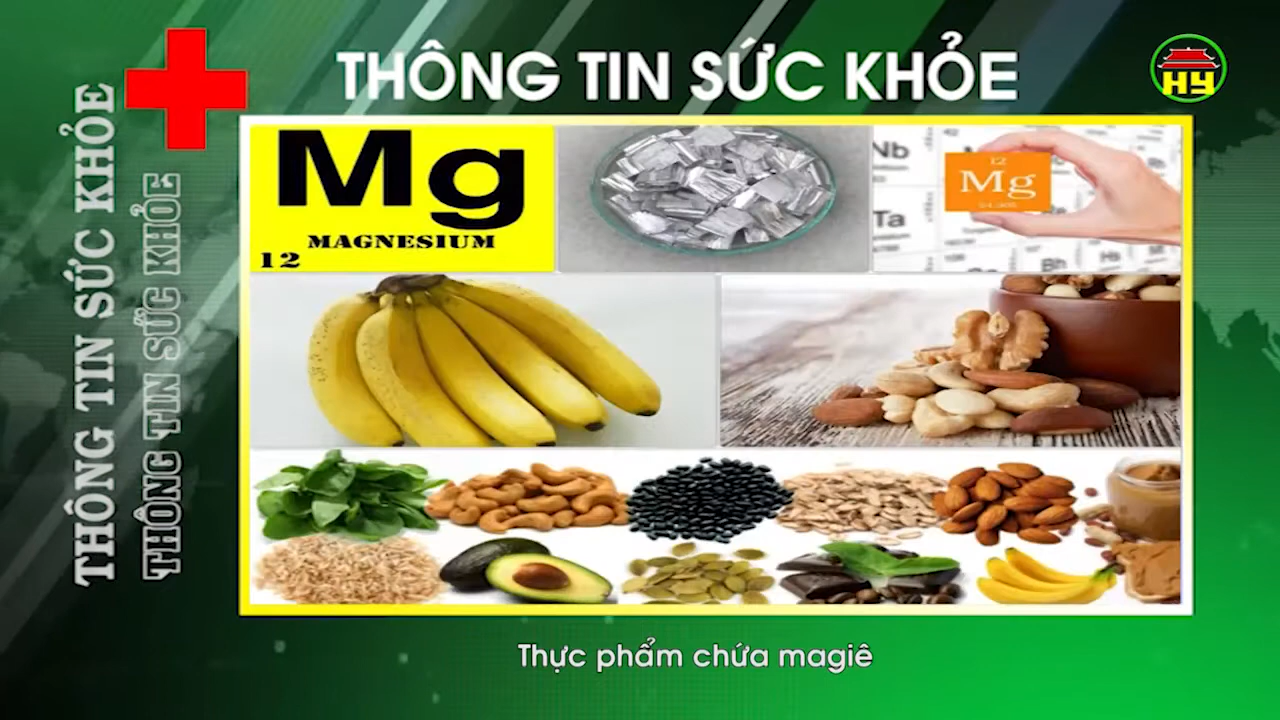 THÔNG TIN SỨC KHỎE
HY
THÔNG TIN SỨC KHỎE
THÔNG TIN SỨC KHỎE
Mg
MAGNESIUM
12
Nb
Ta
12
Mg
Bh
Hs
Thực phẩm chứa magiê